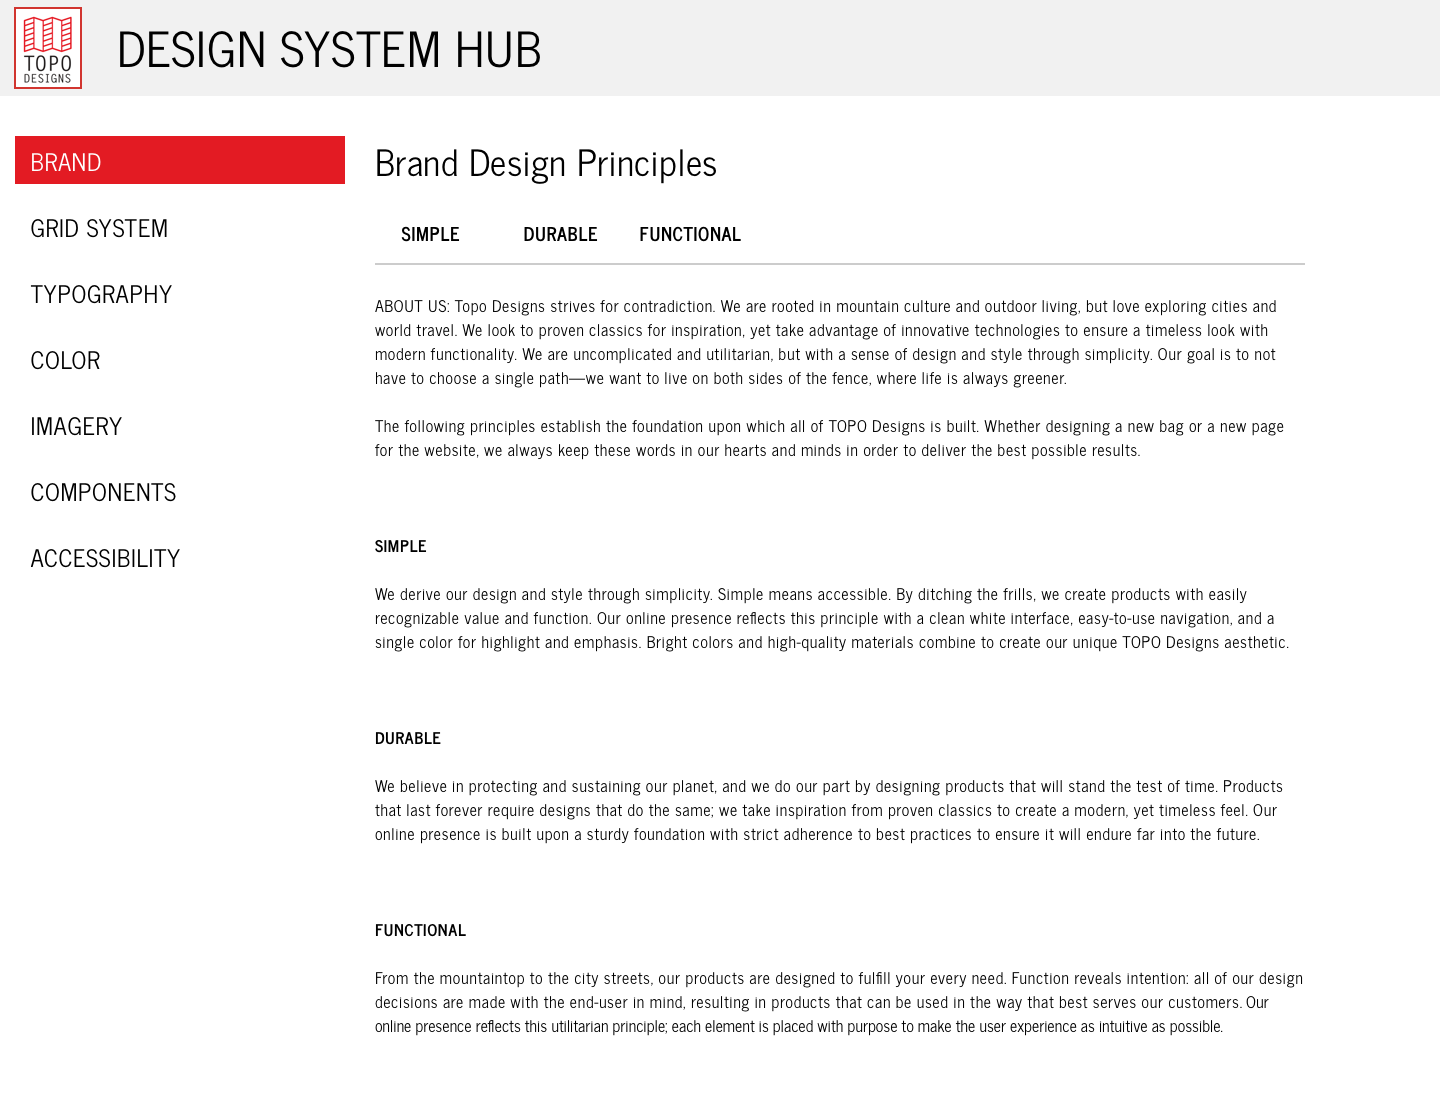 TOPO
DESIGNS
DESIGN SYSTEM HUB
BRAND
GRID SYSTEM
TYPOGRAPHY
COLOR
IMAGERY
COMPONENTS
ACCESSIBILITY
Brand Design Principles
SIMPLE DURABLE FUNCTIONAL
ABOUT US: Topo Designs strives for contradiction. We are rooted in mountain culture and outdoor living, but love exploring cities and
world travel. We look to proven classics for inspiration, yet take advantage of innovative technologies to ensure a timeless look with
modern functionality. We are uncomplicated and utilitarian, but with a sense of design and style through simplicity. Our goal is to not
have to choose a single path—we want to live on both sides of the fence, where life is always greener.
The following principles establish the foundation upon which all of TOPO Designs is built. Whether designing a new bag or a new page
for the website, we always keep these words in our hearts and minds in order to deliver the best possible results.
SIMPLE
We derive our design and style through simplicity. Simple means accessible. By ditching the frills, we create products with easily
recognizable value and function. Our online presence reflects this principle with a clean white interface, easy-to-use navigation, and a
single color for highlight and emphasis. Bright colors and high-quality materials combine to create our unique TOPO Designs aesthetic.
DURABLE
We believe in protecting and sustaining our planet, and we do our part by designing products that will stand the test of time. Products
that last forever require designs that do the same; we take inspiration from proven classics to create a modern, yet timeless feel. Our
online presence is built upon a sturdy foundation with strict adherence to best practices to ensure it will endure far into the future.
FUNCTIONAL
From the mountaintop to the city streets, our products are designed to fulfill your every need. Function reveals intention: all of our design
decisions are made with the end-user in mind, resulting in products that can be used in the way that best serves our customers. Our
online presence reflects this utilitarian principle; each element is placed with purpose to make the user experience as intuitive as possible.